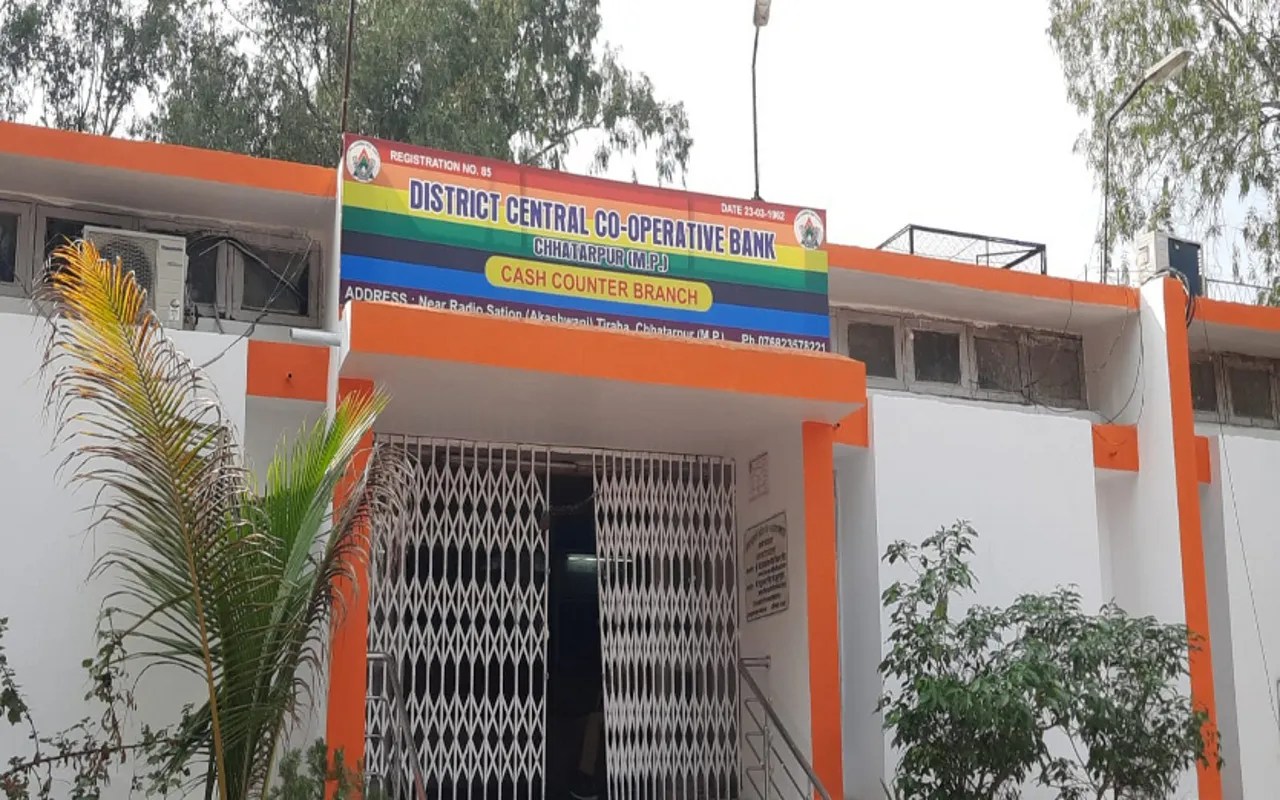 REGISTRATION NO. 85
DATE 23-03-1962
DISTRICT CENTRAL CO-OPERATIVE BANK
CHHATARPUR (M.P.)
CASH COUNTER BRANCH
ADDRESS : Near Radio Sation (Akashwani) Tiraha, Chhatarpur (M.P.) Ph.076823578221